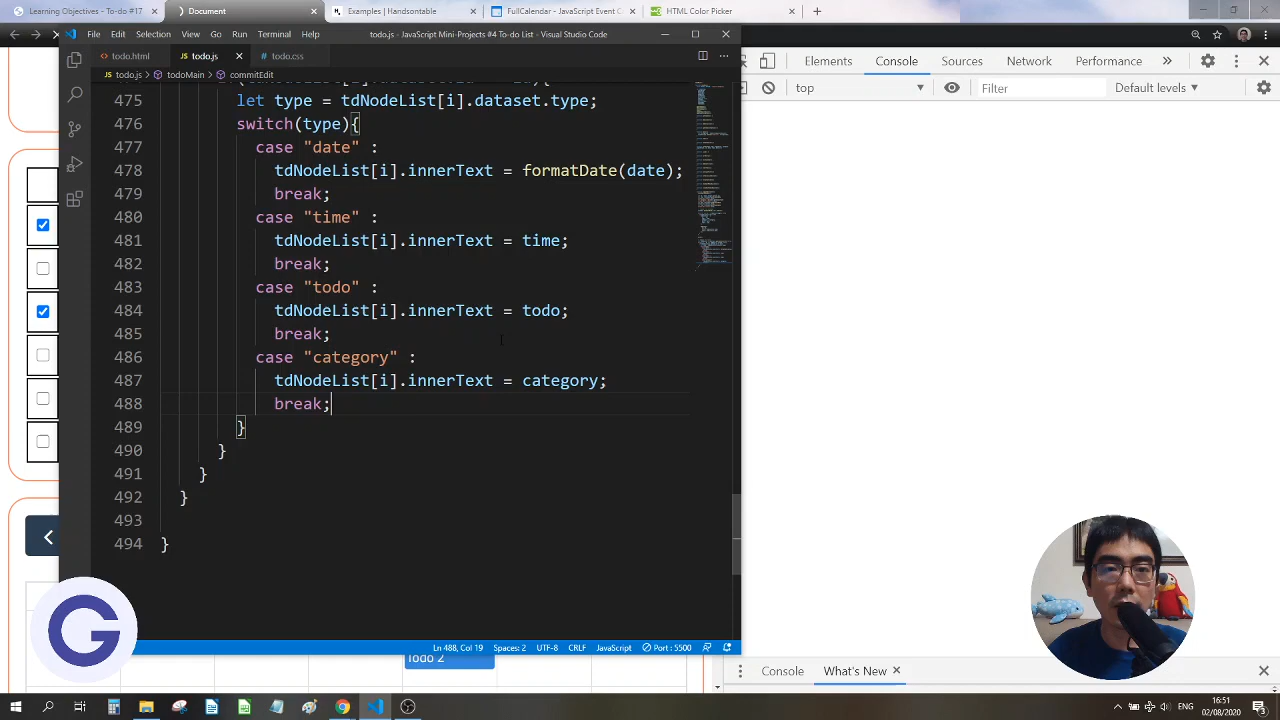 Learning Objectives - To-do #17
Document
Examples | Handsontable
FullCalendar - JavaScript Event C
HTML Color Picker
File Edit Selection View Go Run Terminal Help
todo.js - JavaScript Mini-Projects #4 To-do List - Visual Studio Code
todo.html
todo.js
todo.css
todo.js > todoMain > commitEdit
475 let type = tdNodeList[i].dataset.type;
476 swich(type){
477 case "date" :
478 tdNodeList[i].innerText = fomatDate(date);
479 break;
480 case "time" :
481 tdNodeList[i].innerText = time;
482 break;
483 case "todo" :
484 tdNodeList[i].innerText = todo;
485 break;
486 case "category" :
487 tdNodeList[i].innerText = category;
488 break;
489 }
490 }
491 }
492 }
493
494 }
Ln 488, Col 19 Spaces: 2 UTF-8 CRLF JavaScript Port : 5500
Elements Console Sources Network
top Filter Default levels
Console What's New
Todo 2
G
ENG
16:51
02/08/2020